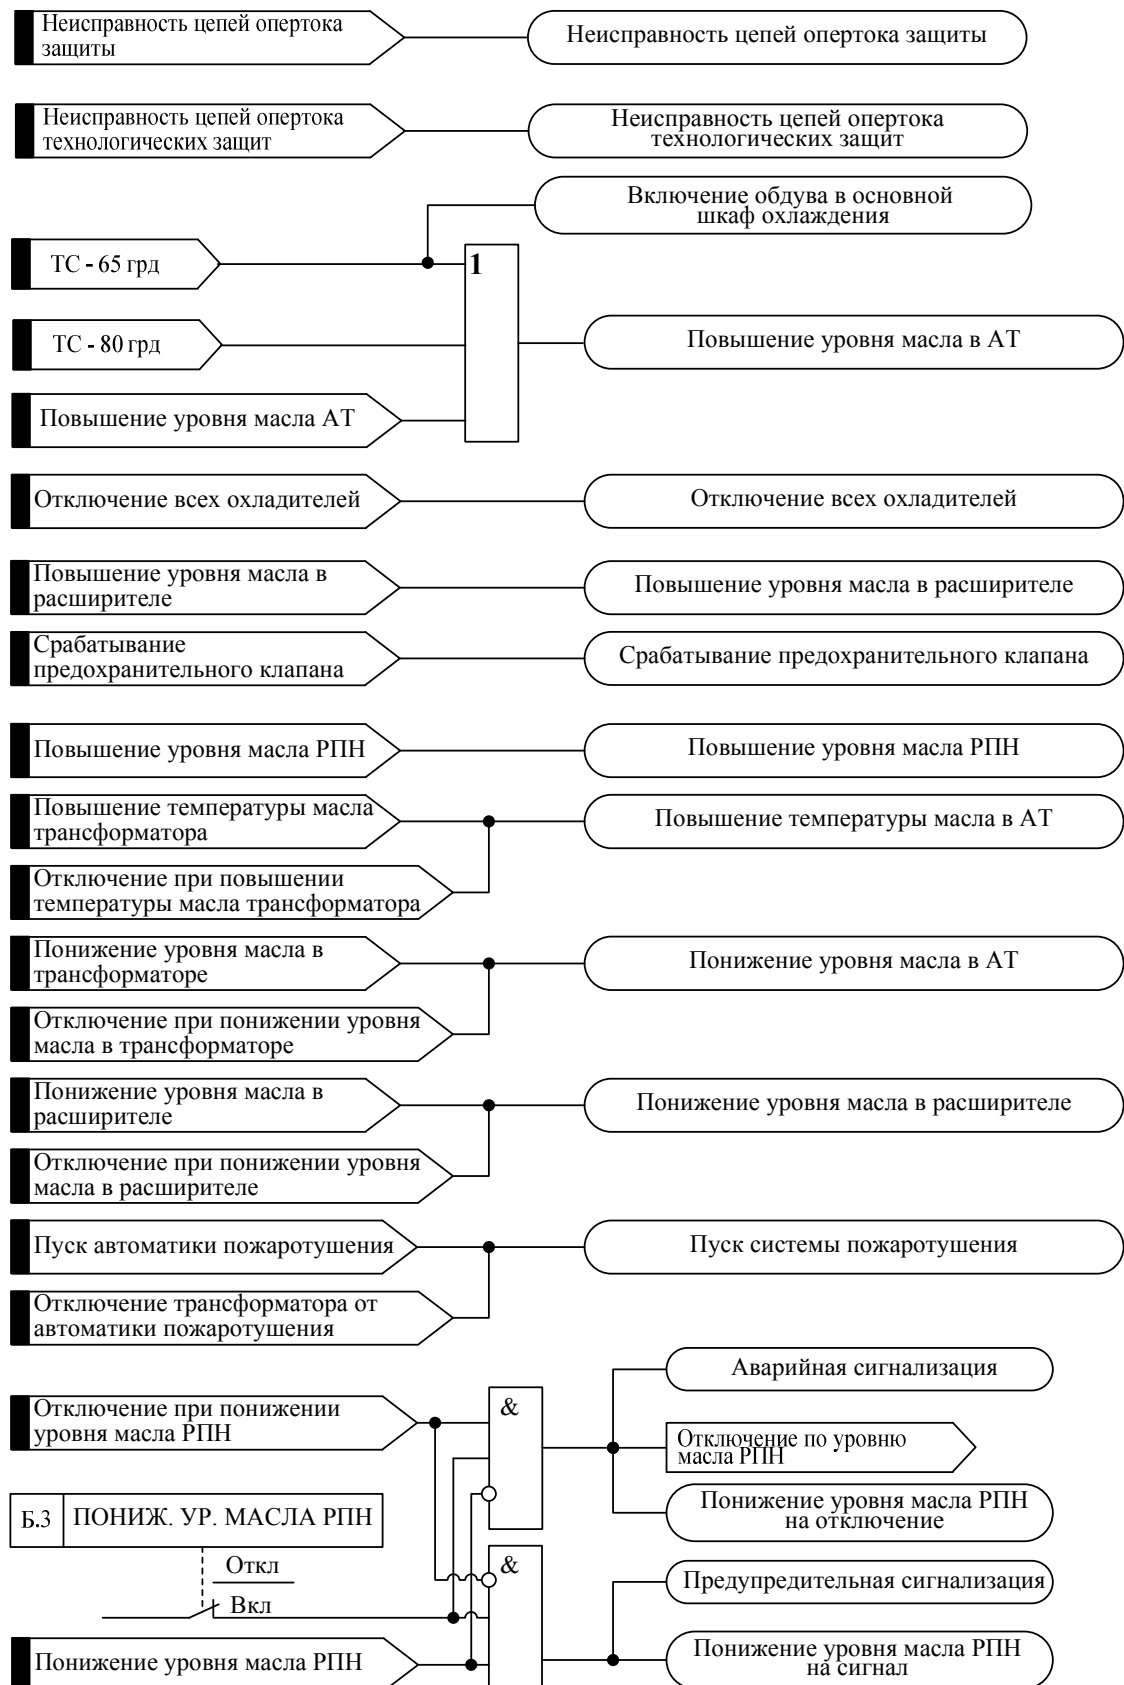 Неисправность цепей опертока
защиты
Неисправность цепей опертока защиты
Неисправность цепей опертока
технологических защит
Неисправность цепей опертока
технологических защит
Включение обдува в основной
шкаф охлаждения
ТС - 65 грд
1
ТС - 80 грд
Повышение уровня масла в АТ
Повышение уровня масла АТ
Отключение всех охладителей
Отключение всех охладителей
Повышение уровня масла в
расширителе
Повышение уровня масла в расширителе
Срабатывание
предохранительного клапана
Срабатывание предохранительного клапана
Повышение уровня масла РПН
Повышение уровня масла РПН
Повышение температуры масла
трансформатора
Повышение температуры масла в АТ
Отключение при повышении
температуры масла трансформатора
Понижение уровня масла в
трансформаторе
Понижение уровня масла в АТ
Отключение при понижении уровня
масла в трансформаторе
Понижение уровня масла в
расширителе
Понижение уровня масла в расширителе
Отключение при понижении уровня
масла в расширителе
Пуск автоматики пожаротушения
Пуск системы пожаротушения
Отключение трансформатора от
автоматики пожаротушения
Аварийная сигнализация
Отключение при понижении
уровня масла РПН
&
Отключение по уровню
масла РПН
Понижение уровня масла РПН
на отключение
Б.3 ПОНИЖ. УР. МАСЛА РПН
Откл
Вкл
&
Предупредительная сигнализация
Понижение уровня масла РПН
Понижение уровня масла РПН
на сигнал